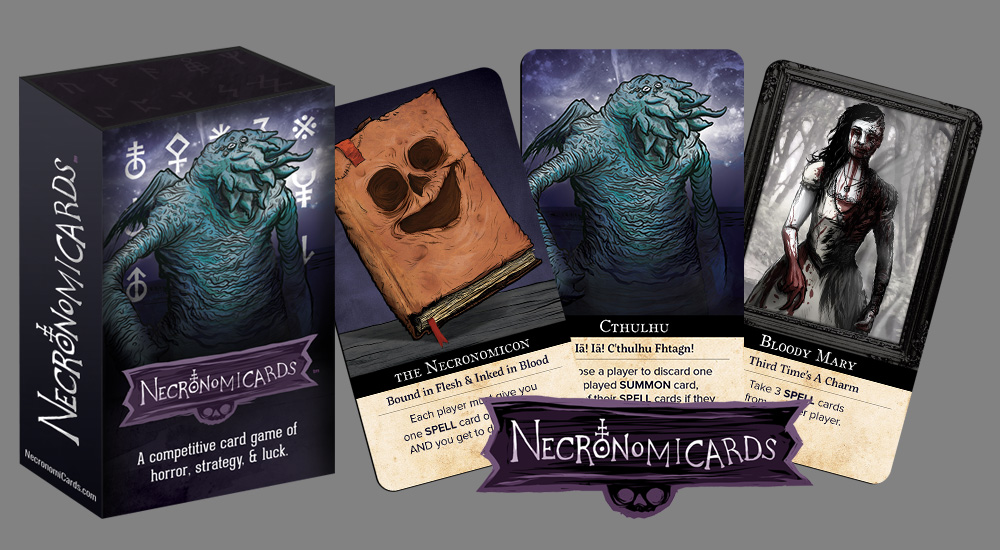 NECRONOMICARDS
NecronomiCards.com
NECRONOMICARDS
A competitive card game of
horror, strategy, & luck.
THE NECRONOMICON
Bound in Flesh & Inked in Blood
Each player must give you
one SPELL card o
AND you get to d
CTHULHU
Iä! Iä! C'thulhu Fhtagn!
ose a player to discard one
played SUMMON card,
f their SPELL cards if they
BLOODY MARY
Third Time's A Charm
Take 3 SPELL cards
from er player.
NECRONOMICARDS